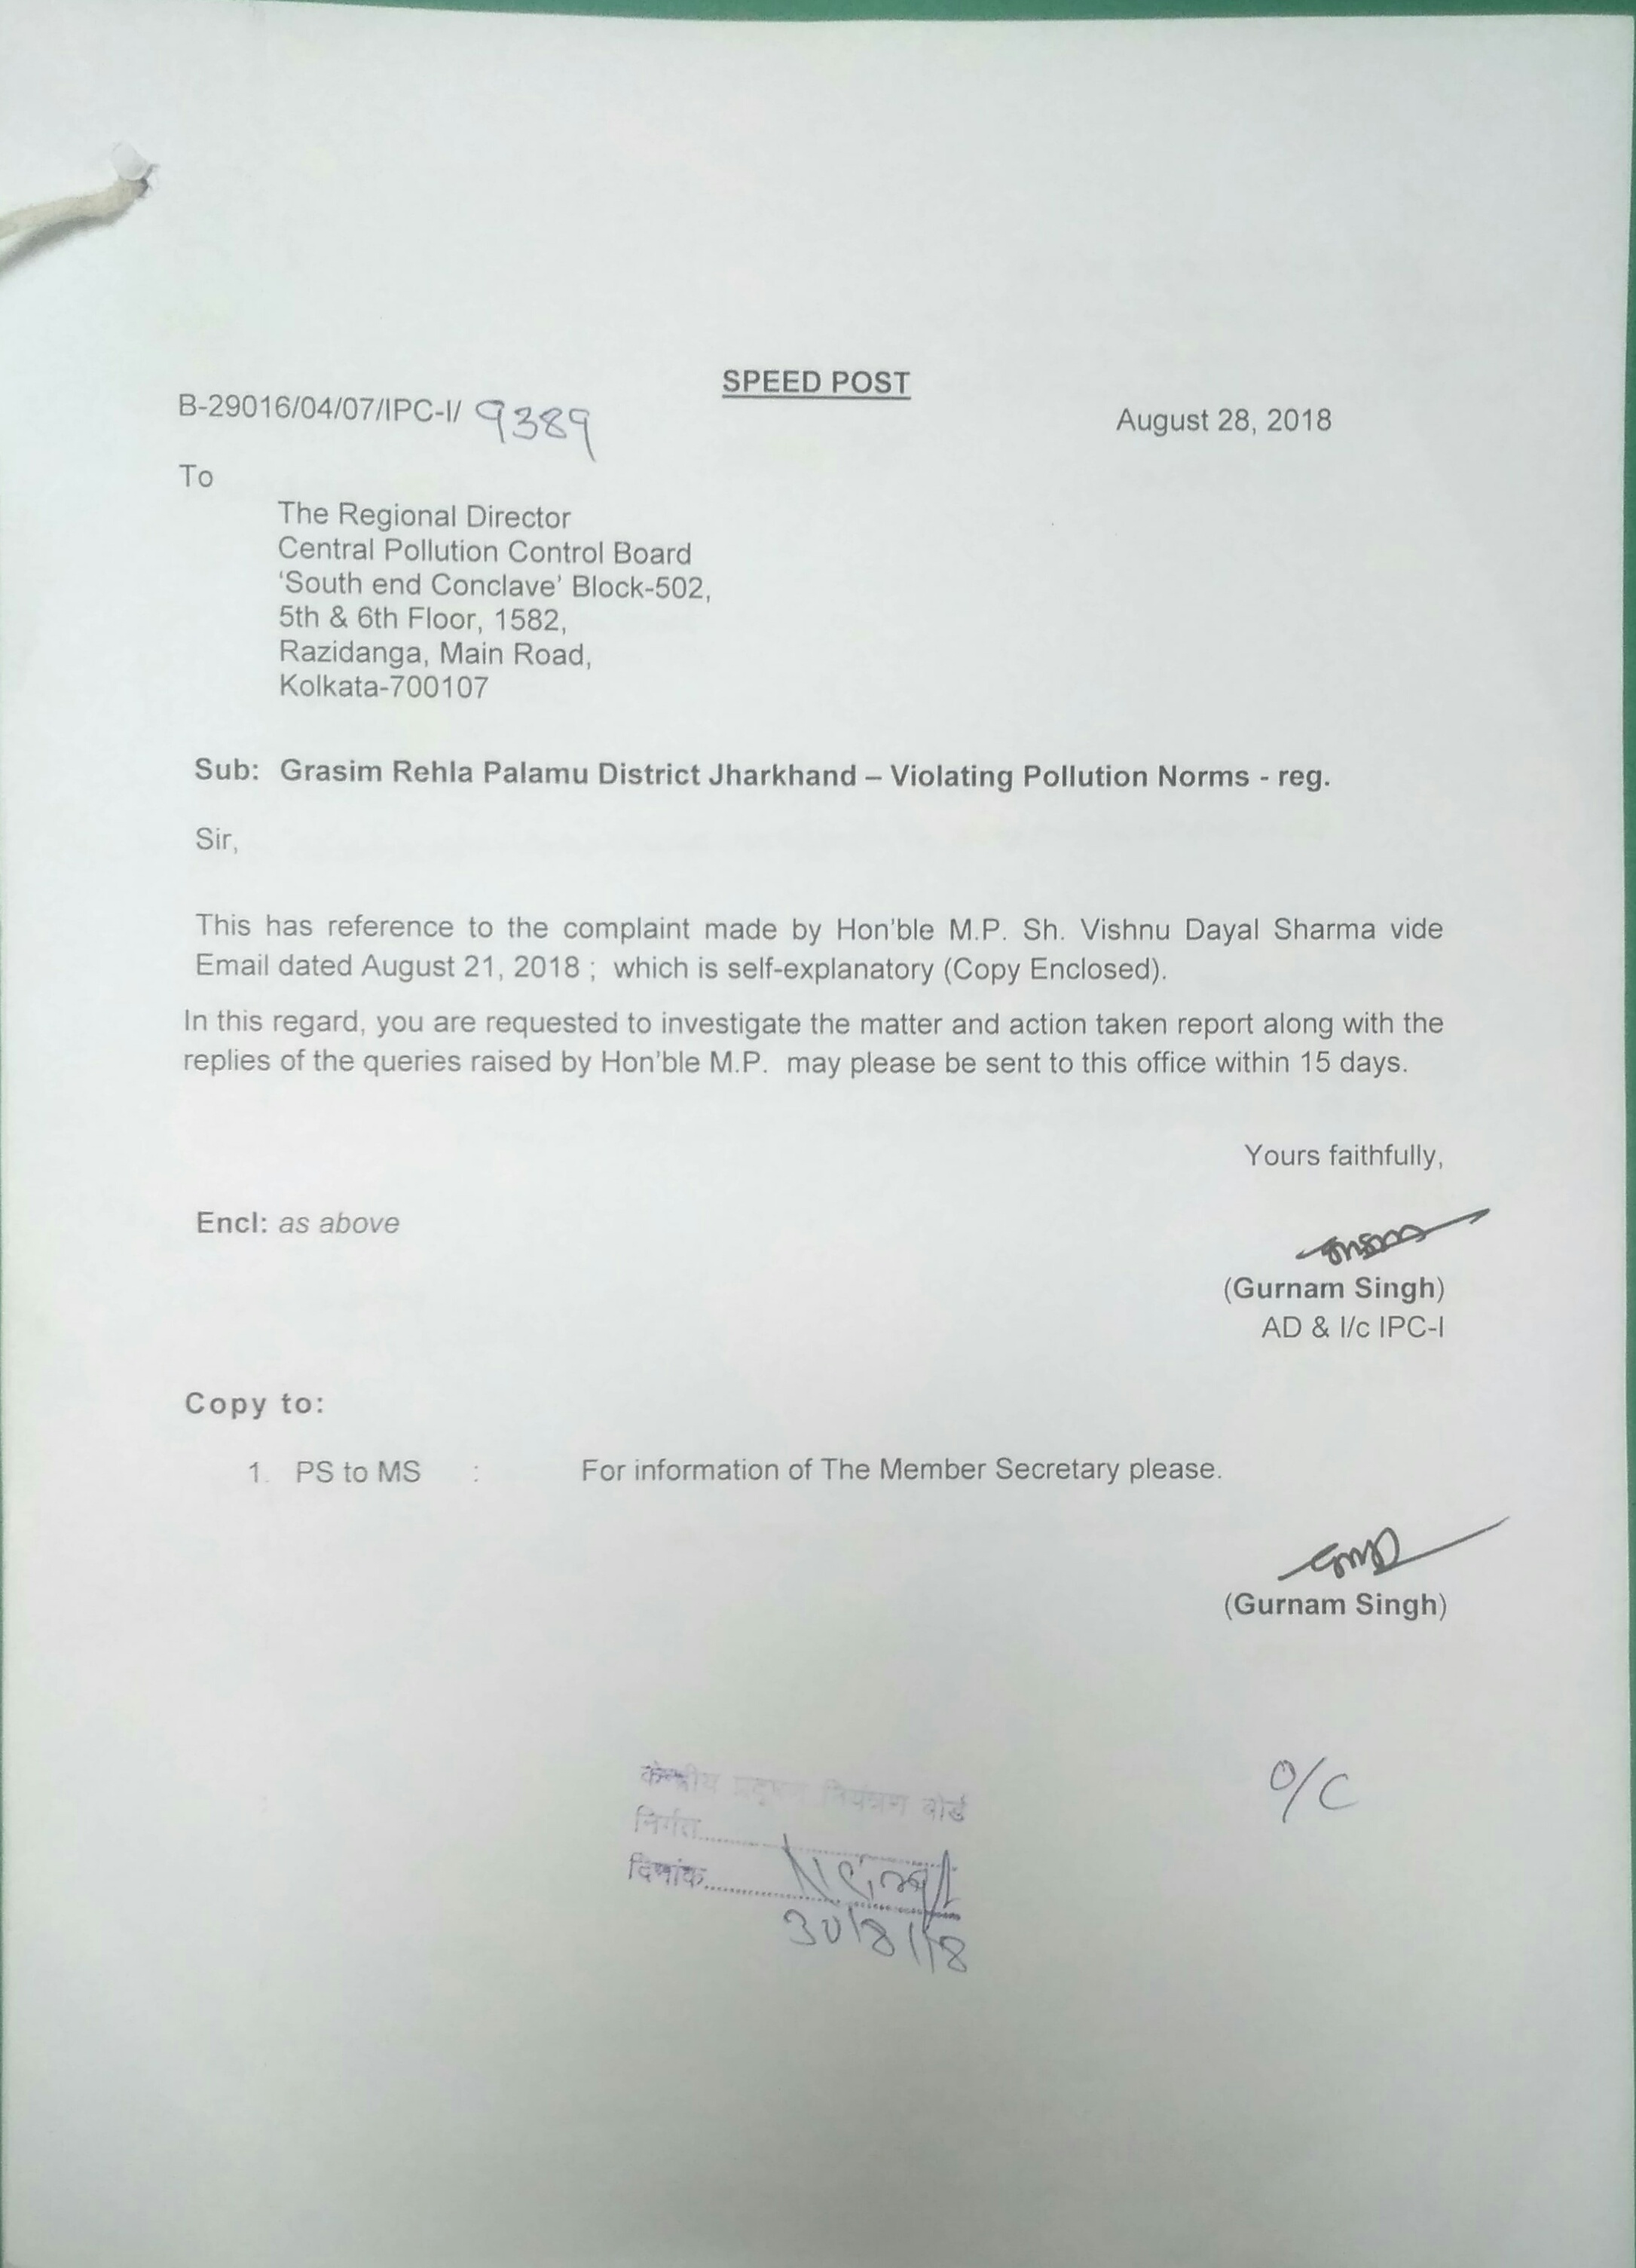 SPEED POST
B-29016/04/07/IPC-I/ 9389
August 28, 2018
To
The Regional Director
Central Pollution Control Board
'South end Conclave' Block-502,
5th & 6th Floor, 1582,
Razidanga, Main Road,
Kolkata-700107
Sub: Grasim Rehla Palamu District Jharkhand – Violating Pollution Norms - reg.
Sir,
This has reference to the complaint made by Hon'ble M.P. Sh. Vishnu Dayal Sharma vide
Email dated August 21, 2018 ; which is self-explanatory (Copy Enclosed).
In this regard, you are requested to investigate the matter and action taken report along with the
replies of the queries raised by Hon'ble M.P. may please be sent to this office within 15 days.
Yours faithfully,
Encl: as above
(Gurnam Singh)
AD & I/c IPC-I
Copy to:
1. PS to MS : For information of The Member Secretary please.
(Gurnam Singh)
O/C
केन्द्रीय प्रदूषण नियंत्रण बोर्ड
निर्गत
दिनांक
30/8/18